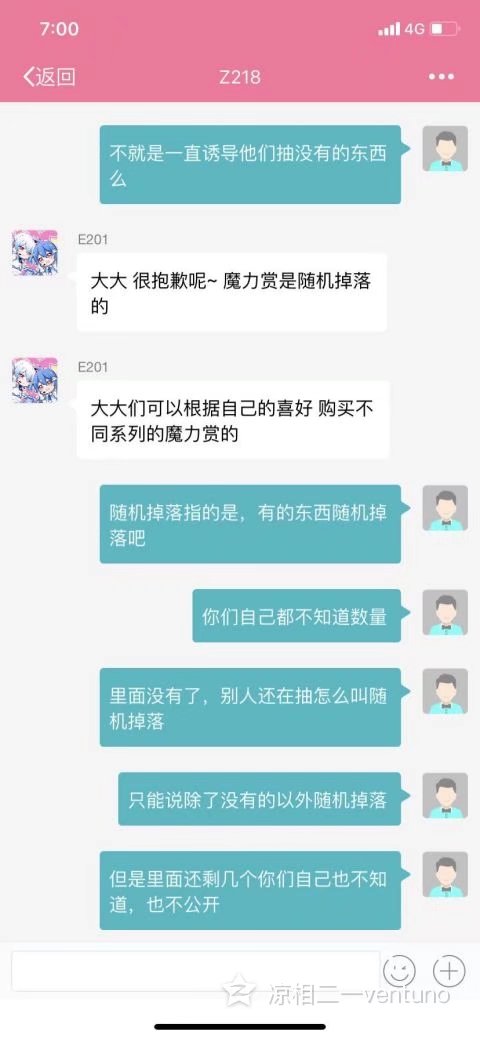 7:00
4G
返回
Z218
不就是一直诱导他们抽没有的东西
么
E201
大大 很抱歉呢~ 魔力赏是随机掉落
的
E201
大大们可以根据自己的喜好 购买不
同系列的魔力赏的
随机掉落指的是，有的东西随机掉
落吧
你们自己都不知道数量
里面没有了，别人还在抽怎么叫随
机掉落
只能说除了没有的以外随机掉落
但是里面还剩几个你们自己也不知
道，也不公开
凉相二一ventuno